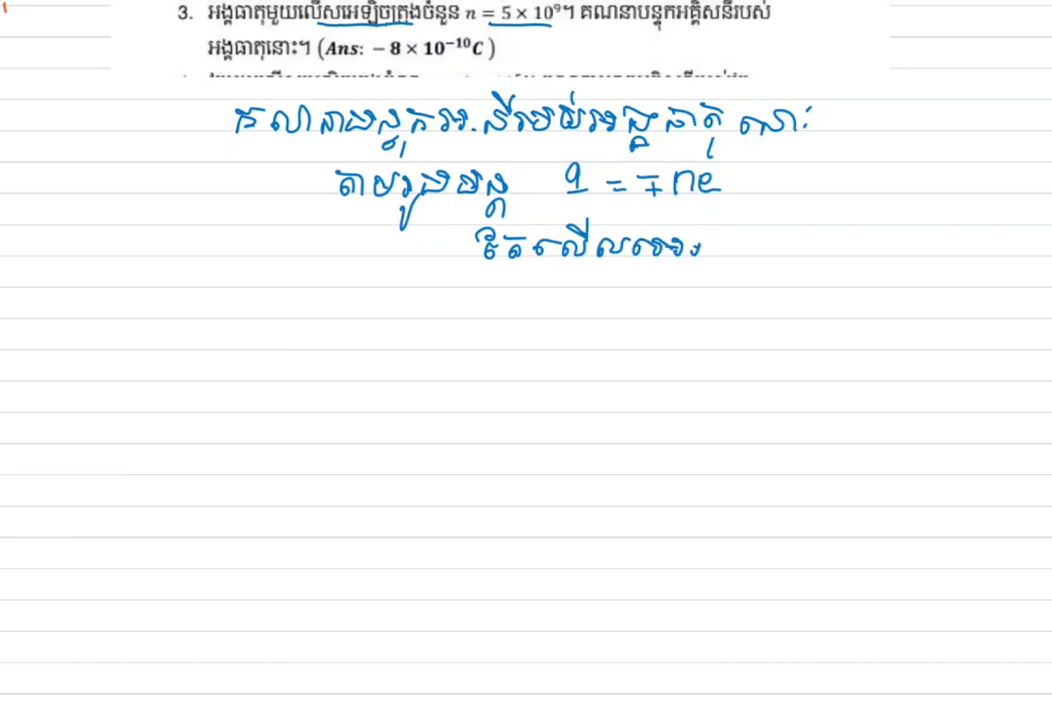 3. អង្គធាតុមួយលើសអេឡិចត្រុងចំនួន n = 5 × 10⁹។ គណនាបន្ទុកអគ្គិសនីរបស់
អង្គធាតុនោះ។ (Ans: − 8 × 10⁻¹⁰C)
គណនាបន្ទុកអ.នីរបស់អង្គធាតុនោះ
តាមរូបមន្ត q = ∓ne
តែលើស